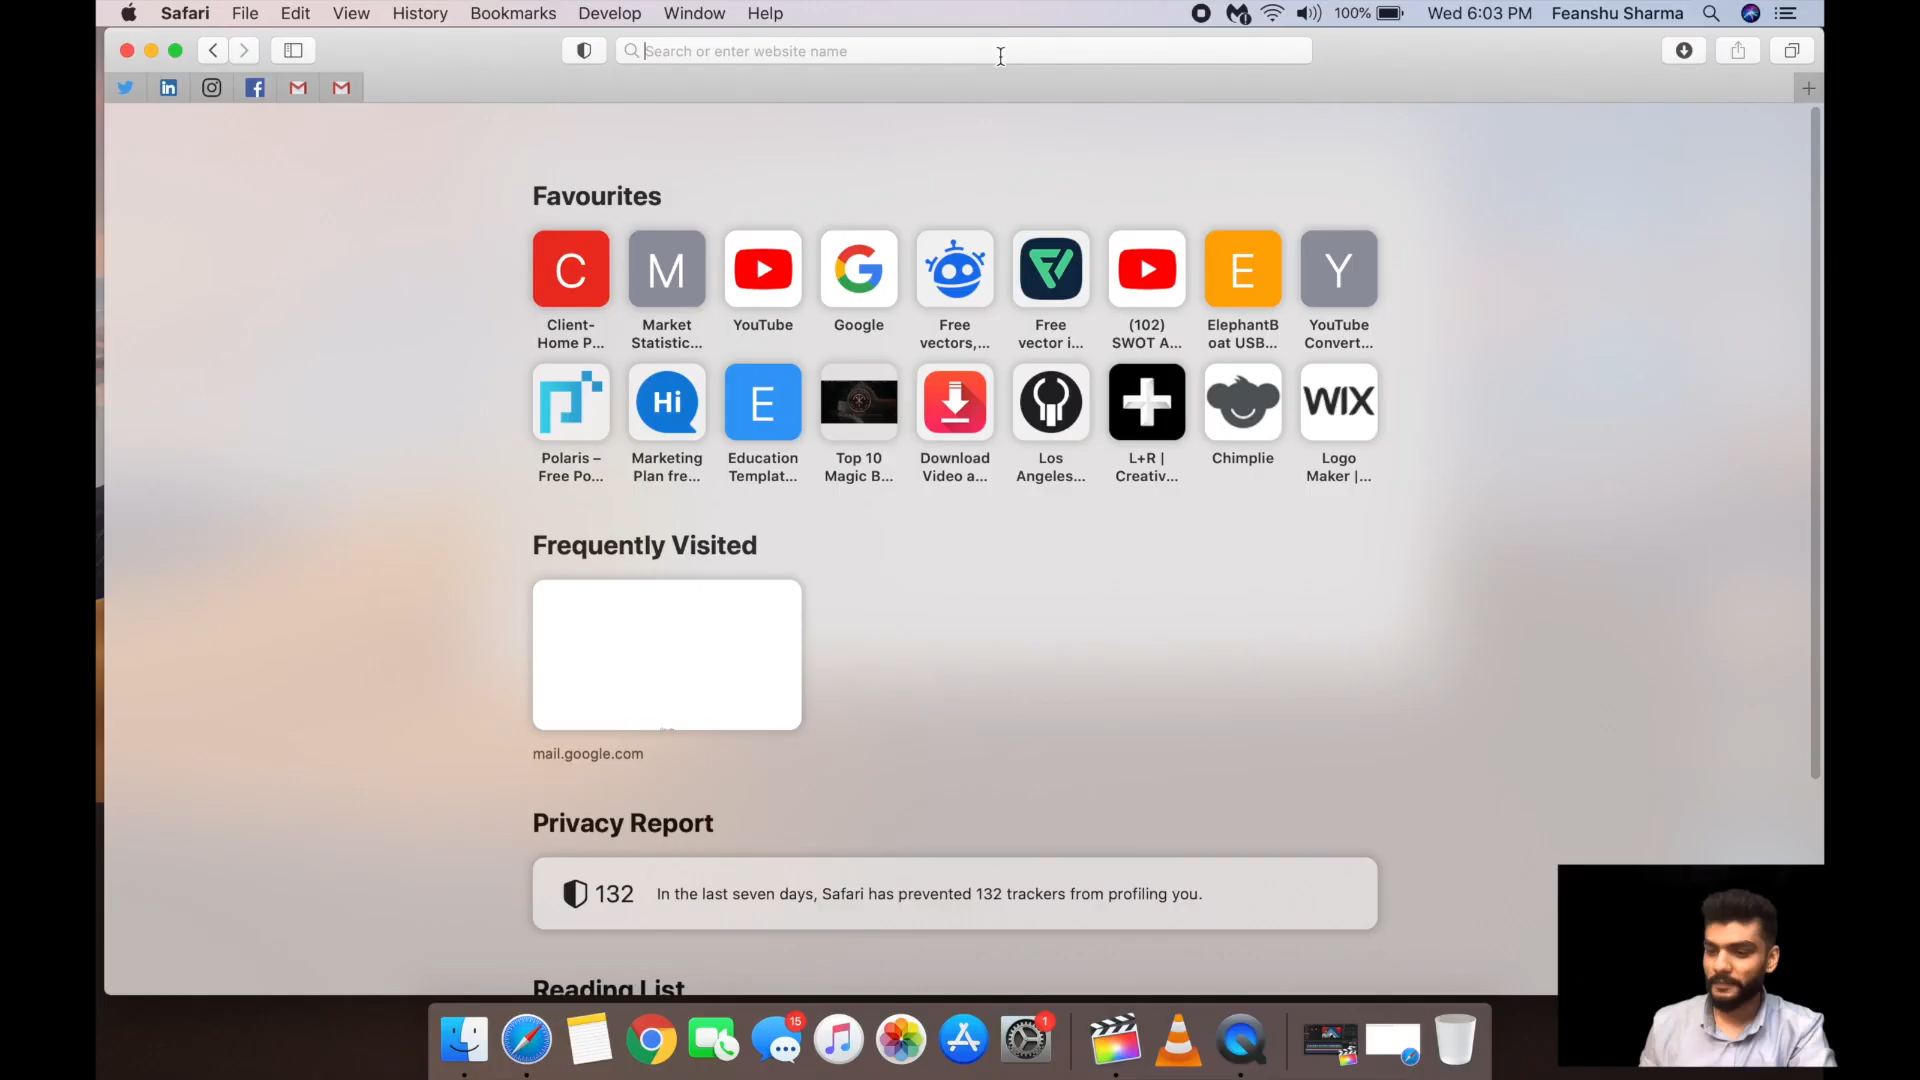 Safari File Edit View History Bookmarks Develop Window Help 100% Wed 6:03 PM Feanshu Sharma
Search or enter website name
Favourites
C M E Y
Client-Home P... Market Statistic... YouTube Google Free vectors,... Free vector i... (102) SWOT A... ElephantB oat USB... YouTube Convert...
Hi E WIX
Polaris – Free Po... Marketing Plan fre... Education Templat... Top 10 Magic B... Download Video a... Los Angeles... L+R | Creativ... Chimplie Logo Maker |...
Frequently Visited
mail.google.com
Privacy Report
132 In the last seven days, Safari has prevented 132 trackers from profiling you.
Reading List
15 1